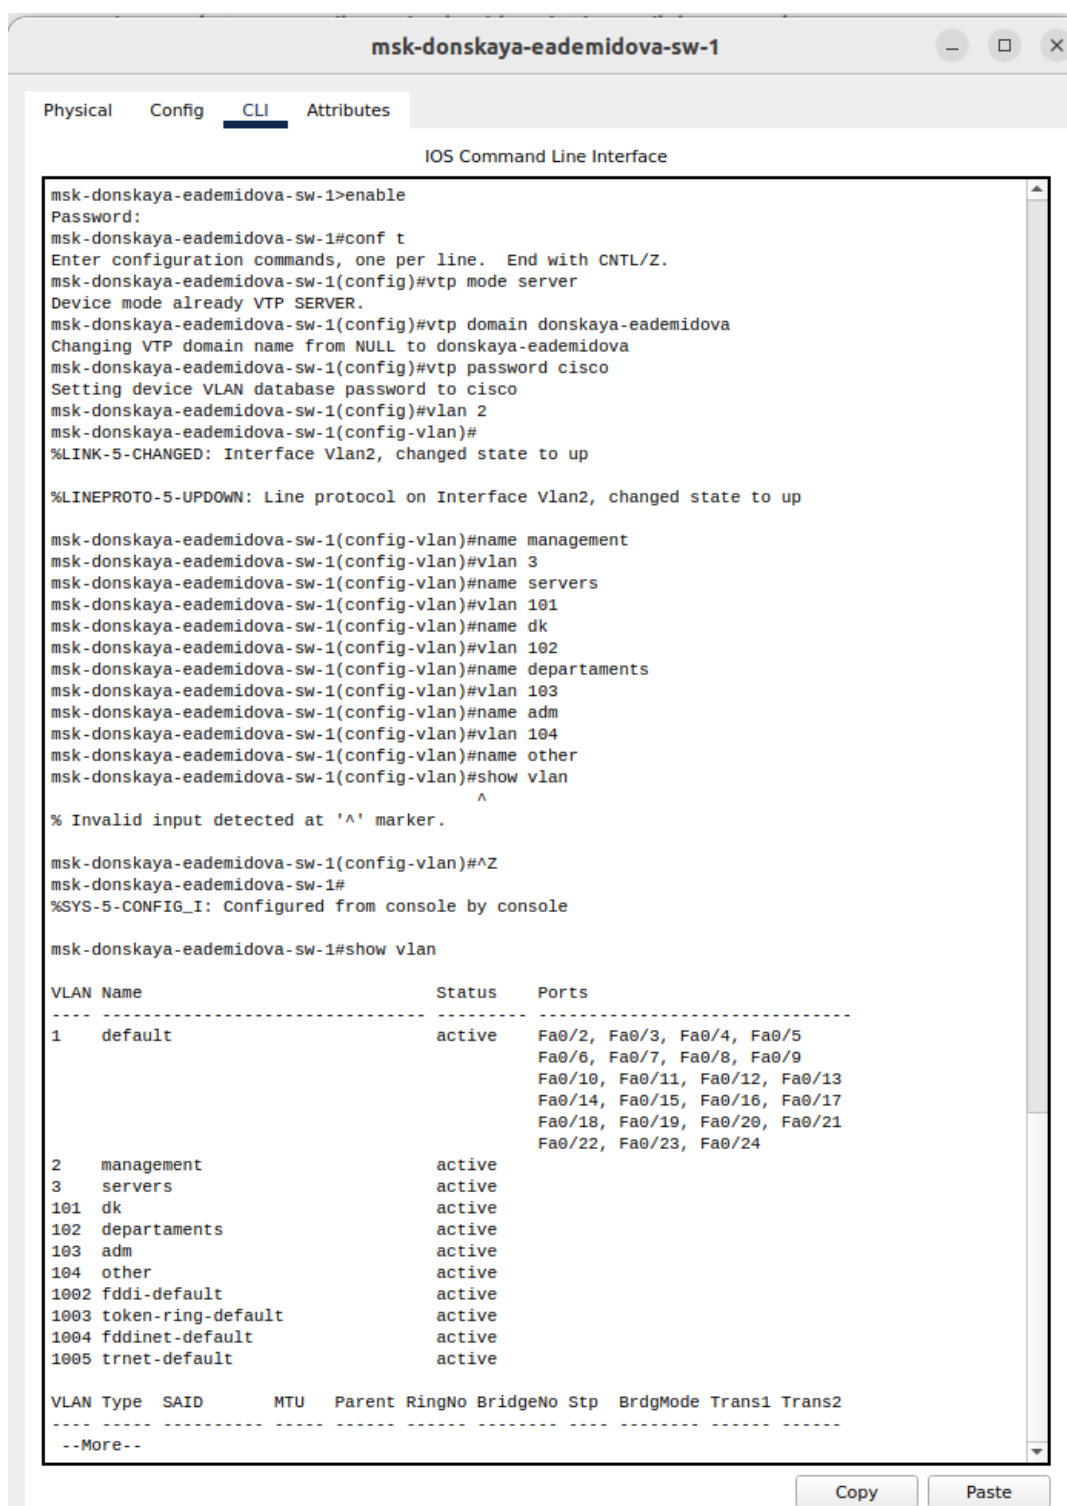 msk-donskaya-eademidova-sw-1
Physical Config CLI Attributes
IOS Command Line Interface
msk-donskaya-eademidova-sw-1>enable
Password:
msk-donskaya-eademidova-sw-1#conf t
Enter configuration commands, one per line.  End with CNTL/Z.
msk-donskaya-eademidova-sw-1(config)#vtp mode server
Device mode already VTP SERVER.
msk-donskaya-eademidova-sw-1(config)#vtp domain donskaya-eademidova
Changing VTP domain name from NULL to donskaya-eademidova
msk-donskaya-eademidova-sw-1(config)#vtp password cisco
Setting device VLAN database password to cisco
msk-donskaya-eademidova-sw-1(config)#vlan 2
msk-donskaya-eademidova-sw-1(config-vlan)#
%LINK-5-CHANGED: Interface Vlan2, changed state to up
%LINEPROTO-5-UPDOWN: Line protocol on Interface Vlan2, changed state to up
msk-donskaya-eademidova-sw-1(config-vlan)#name management
msk-donskaya-eademidova-sw-1(config-vlan)#vlan 3
msk-donskaya-eademidova-sw-1(config-vlan)#name servers
msk-donskaya-eademidova-sw-1(config-vlan)#vlan 101
msk-donskaya-eademidova-sw-1(config-vlan)#name dk
msk-donskaya-eademidova-sw-1(config-vlan)#vlan 102
msk-donskaya-eademidova-sw-1(config-vlan)#name departaments
msk-donskaya-eademidova-sw-1(config-vlan)#vlan 103
msk-donskaya-eademidova-sw-1(config-vlan)#name adm
msk-donskaya-eademidova-sw-1(config-vlan)#vlan 104
msk-donskaya-eademidova-sw-1(config-vlan)#name other
msk-donskaya-eademidova-sw-1(config-vlan)#show vlan
^
% Invalid input detected at '^' marker.
msk-donskaya-eademidova-sw-1(config-vlan)#^Z
msk-donskaya-eademidova-sw-1#
%SYS-5-CONFIG_I: Configured from console by console
msk-donskaya-eademidova-sw-1#show vlan
VLAN Name                             Status    Ports
---- -------------------------------- --------- -------------------------------
1    default                          active    Fa0/2, Fa0/3, Fa0/4, Fa0/5
Fa0/6, Fa0/7, Fa0/8, Fa0/9
Fa0/10, Fa0/11, Fa0/12, Fa0/13
Fa0/14, Fa0/15, Fa0/16, Fa0/17
Fa0/18, Fa0/19, Fa0/20, Fa0/21
Fa0/22, Fa0/23, Fa0/24
2    management                       active
3    servers                          active
101  dk                               active
102  departaments                     active
103  adm                              active
104  other                            active
1002 fddi-default                     active
1003 token-ring-default               active
1004 fddinet-default                  active
1005 trnet-default                    active
VLAN Type  SAID       MTU   Parent RingNo BridgeNo Stp  BrdgMode Trans1 Trans2
---- ----- ---------- ----- ------ ------ -------- ---- -------- ------ ------
--More--
Copy Paste